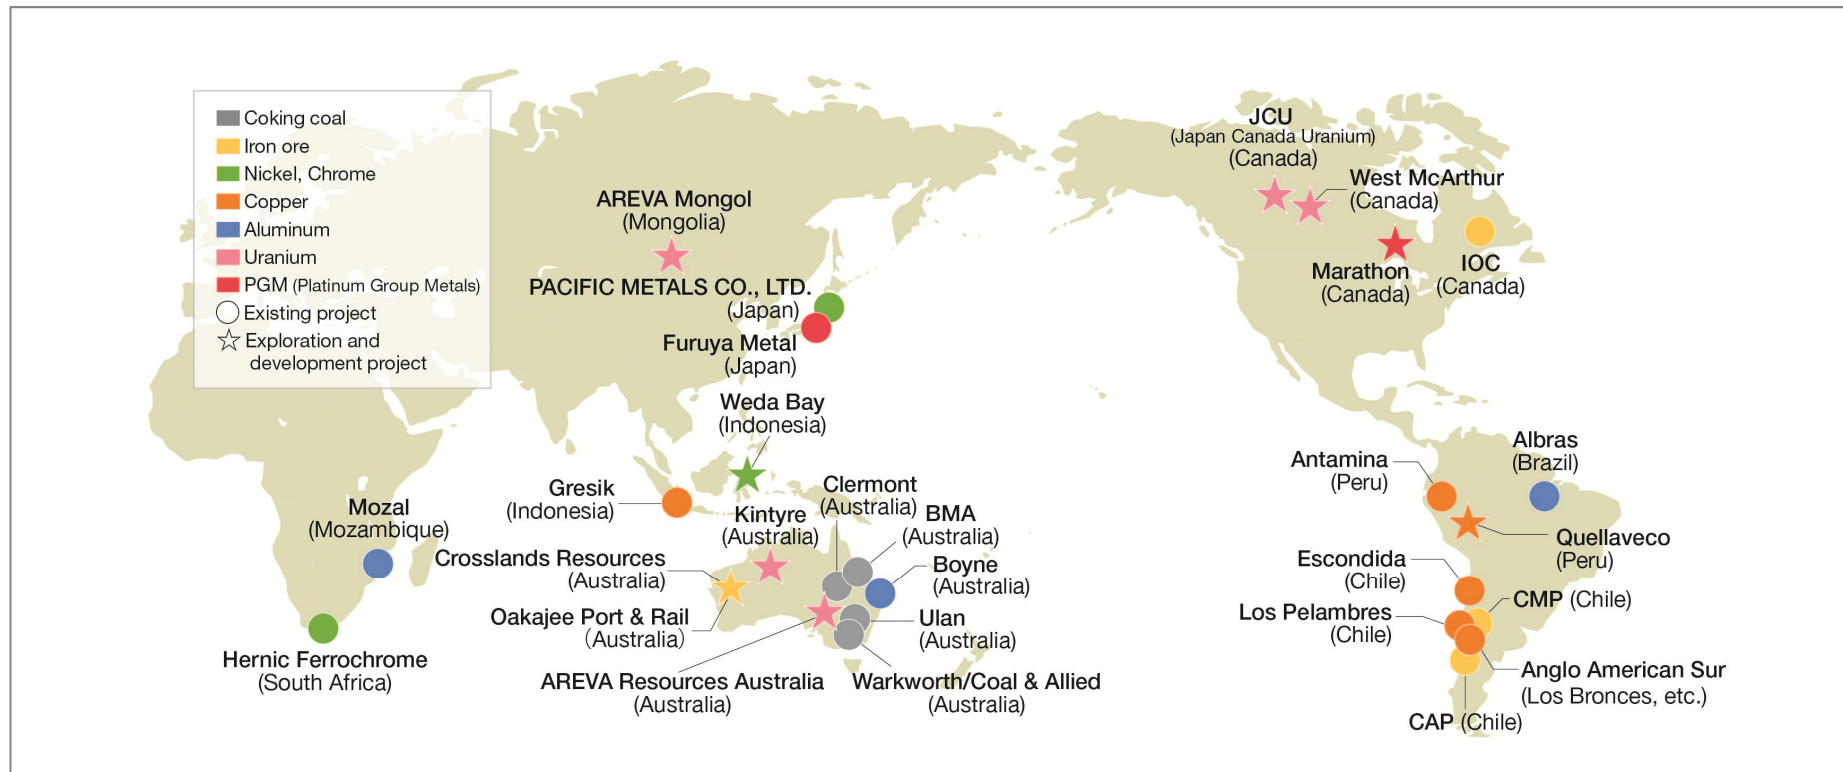 Coking coal
Iron ore
Nickel, Chrome
Copper
Aluminum
Uranium
PGM (Platinum Group Metals)
Existing project
Exploration and
development project
AREVA Mongol
(Mongolia)
PACIFIC METALS CO., LTD.
(Japan)
Furuya Metal
(Japan)
Weda Bay
(Indonesia)
Gresik
(Indonesia)
Mozal
(Mozambique)
Hernic Ferrochrome
(South Africa)
Clermont
(Australia)
Kintyre
(Australia)
BMA
(Australia)
Crosslands Resources
(Australia)
Boyne
(Australia)
Oakajee Port & Rail
(Australia)
Ulan
(Australia)
AREVA Resources Australia
(Australia)
Warkworth/Coal & Allied
(Australia)
JCU
(Japan Canada Uranium)
(Canada)
West McArthur
(Canada)
Marathon
(Canada)
IOC
(Canada)
Albras
(Brazil)
Antamina
(Peru)
Quellaveco
(Peru)
Escondida
(Chile)
CMP (Chile)
Los Pelambres
(Chile)
Anglo American Sur
(Los Bronces, etc.)
CAP (Chile)